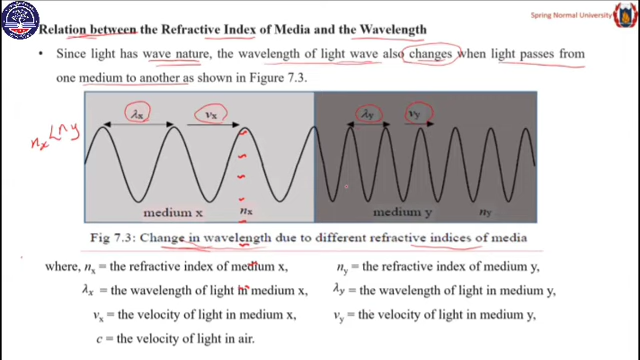 Spring Normal University
Relation between the Refractive Index of Media and the Wavelength
• Since light has wave nature, the wavelength of light wave also changes when light passes from
one medium to another as shown in Figure 7.3.
λx vx λy vy
nx < ny
medium x nx medium y ny
Fig 7.3: Change in wavelength due to different refractive indices of media
where, nx = the refractive index of medium x, ny = the refractive index of medium y,
λx = the wavelength of light in medium x, λy = the wavelength of light in medium y,
vx = the velocity of light in medium x, vy = the velocity of light in medium y,
c = the velocity of light in air.